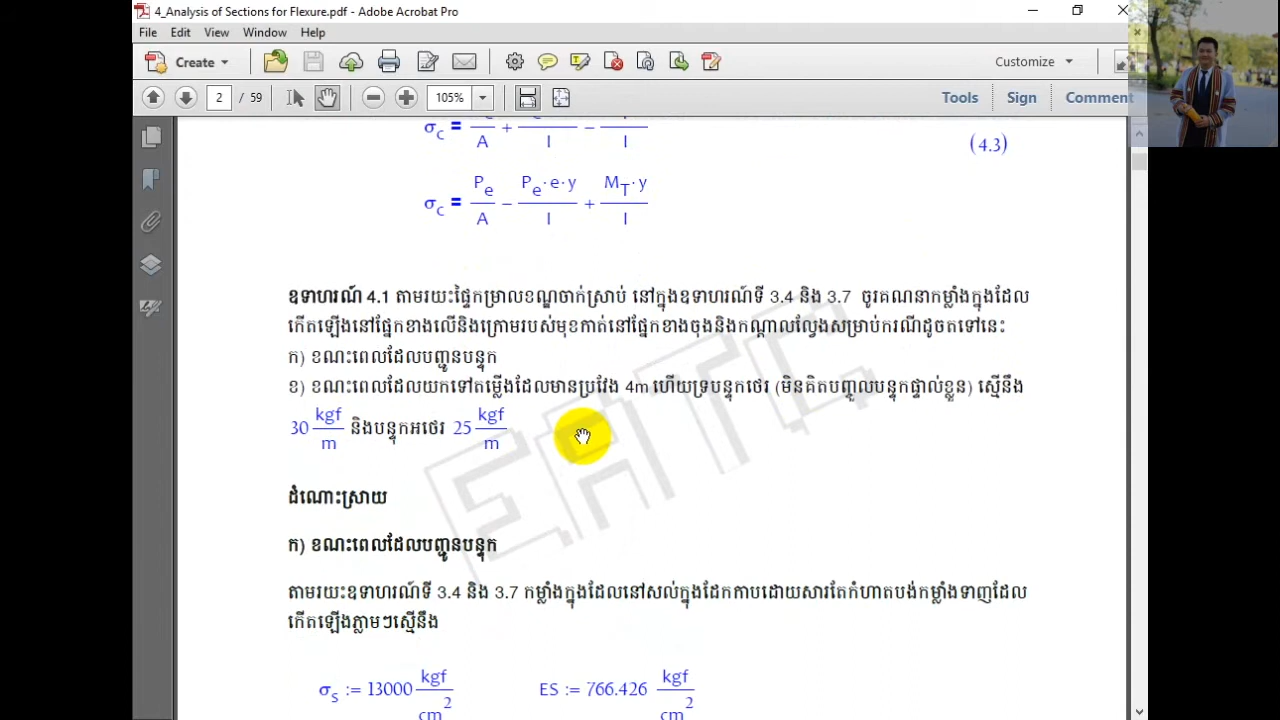 4_Analysis of Sections for Flexure.pdf - Adobe Acrobat Pro
File Edit View Window Help
Create Customize
2 / 59 105% Tools Sign Comment
σc = A + I − I
(4.3)
σc = Pe/A − Pe·e·y/I + MT·y/I
ឧទាហរណ៍ 4.1 តាមរយះផ្ទៃកម្រាលខណ្ឌចាក់ស្រាប់ នៅក្នុងឧទាហរណ៍ទី 3.4 និង 3.7 ចូរគណនាកម្លាំងក្នុងដែល
កើតឡើងនៅផ្នែកខាងលើនិងក្រោមរបស់មុខកាត់នៅផ្នែកខាងចុងនិងកណ្តាលល្វែងសម្រាប់ករណីដូចតទៅនេះ
ក) ខណះពេលដែលបញ្ជូនបន្ទុក
ខ) ខណះពេលដែលយកទៅតម្លើងដែលមានប្រវែង 4m ហើយទ្របន្ទុកថេរ (មិនគិតបញ្ចូលបន្ទុកផ្ទាល់ខ្លួន) ស្មើនឹង
30 kgf/m និងបន្ទុកអថេរ 25 kgf/m
ដំណោះស្រាយ
ក) ខណះពេលដែលបញ្ជូនបន្ទុក
តាមរយះឧទាហរណ៍ទី 3.4 និង 3.7 កម្លាំងក្នុងដែលនៅសល់ក្នុងដែកកាបដោយសារតែកំហាតបង់កម្លាំងទាញដែល
កើតឡើងភ្លាមៗស្មើនឹង
σs := 13000 kgf/cm² ES := 766.426 kgf/cm²
EATC